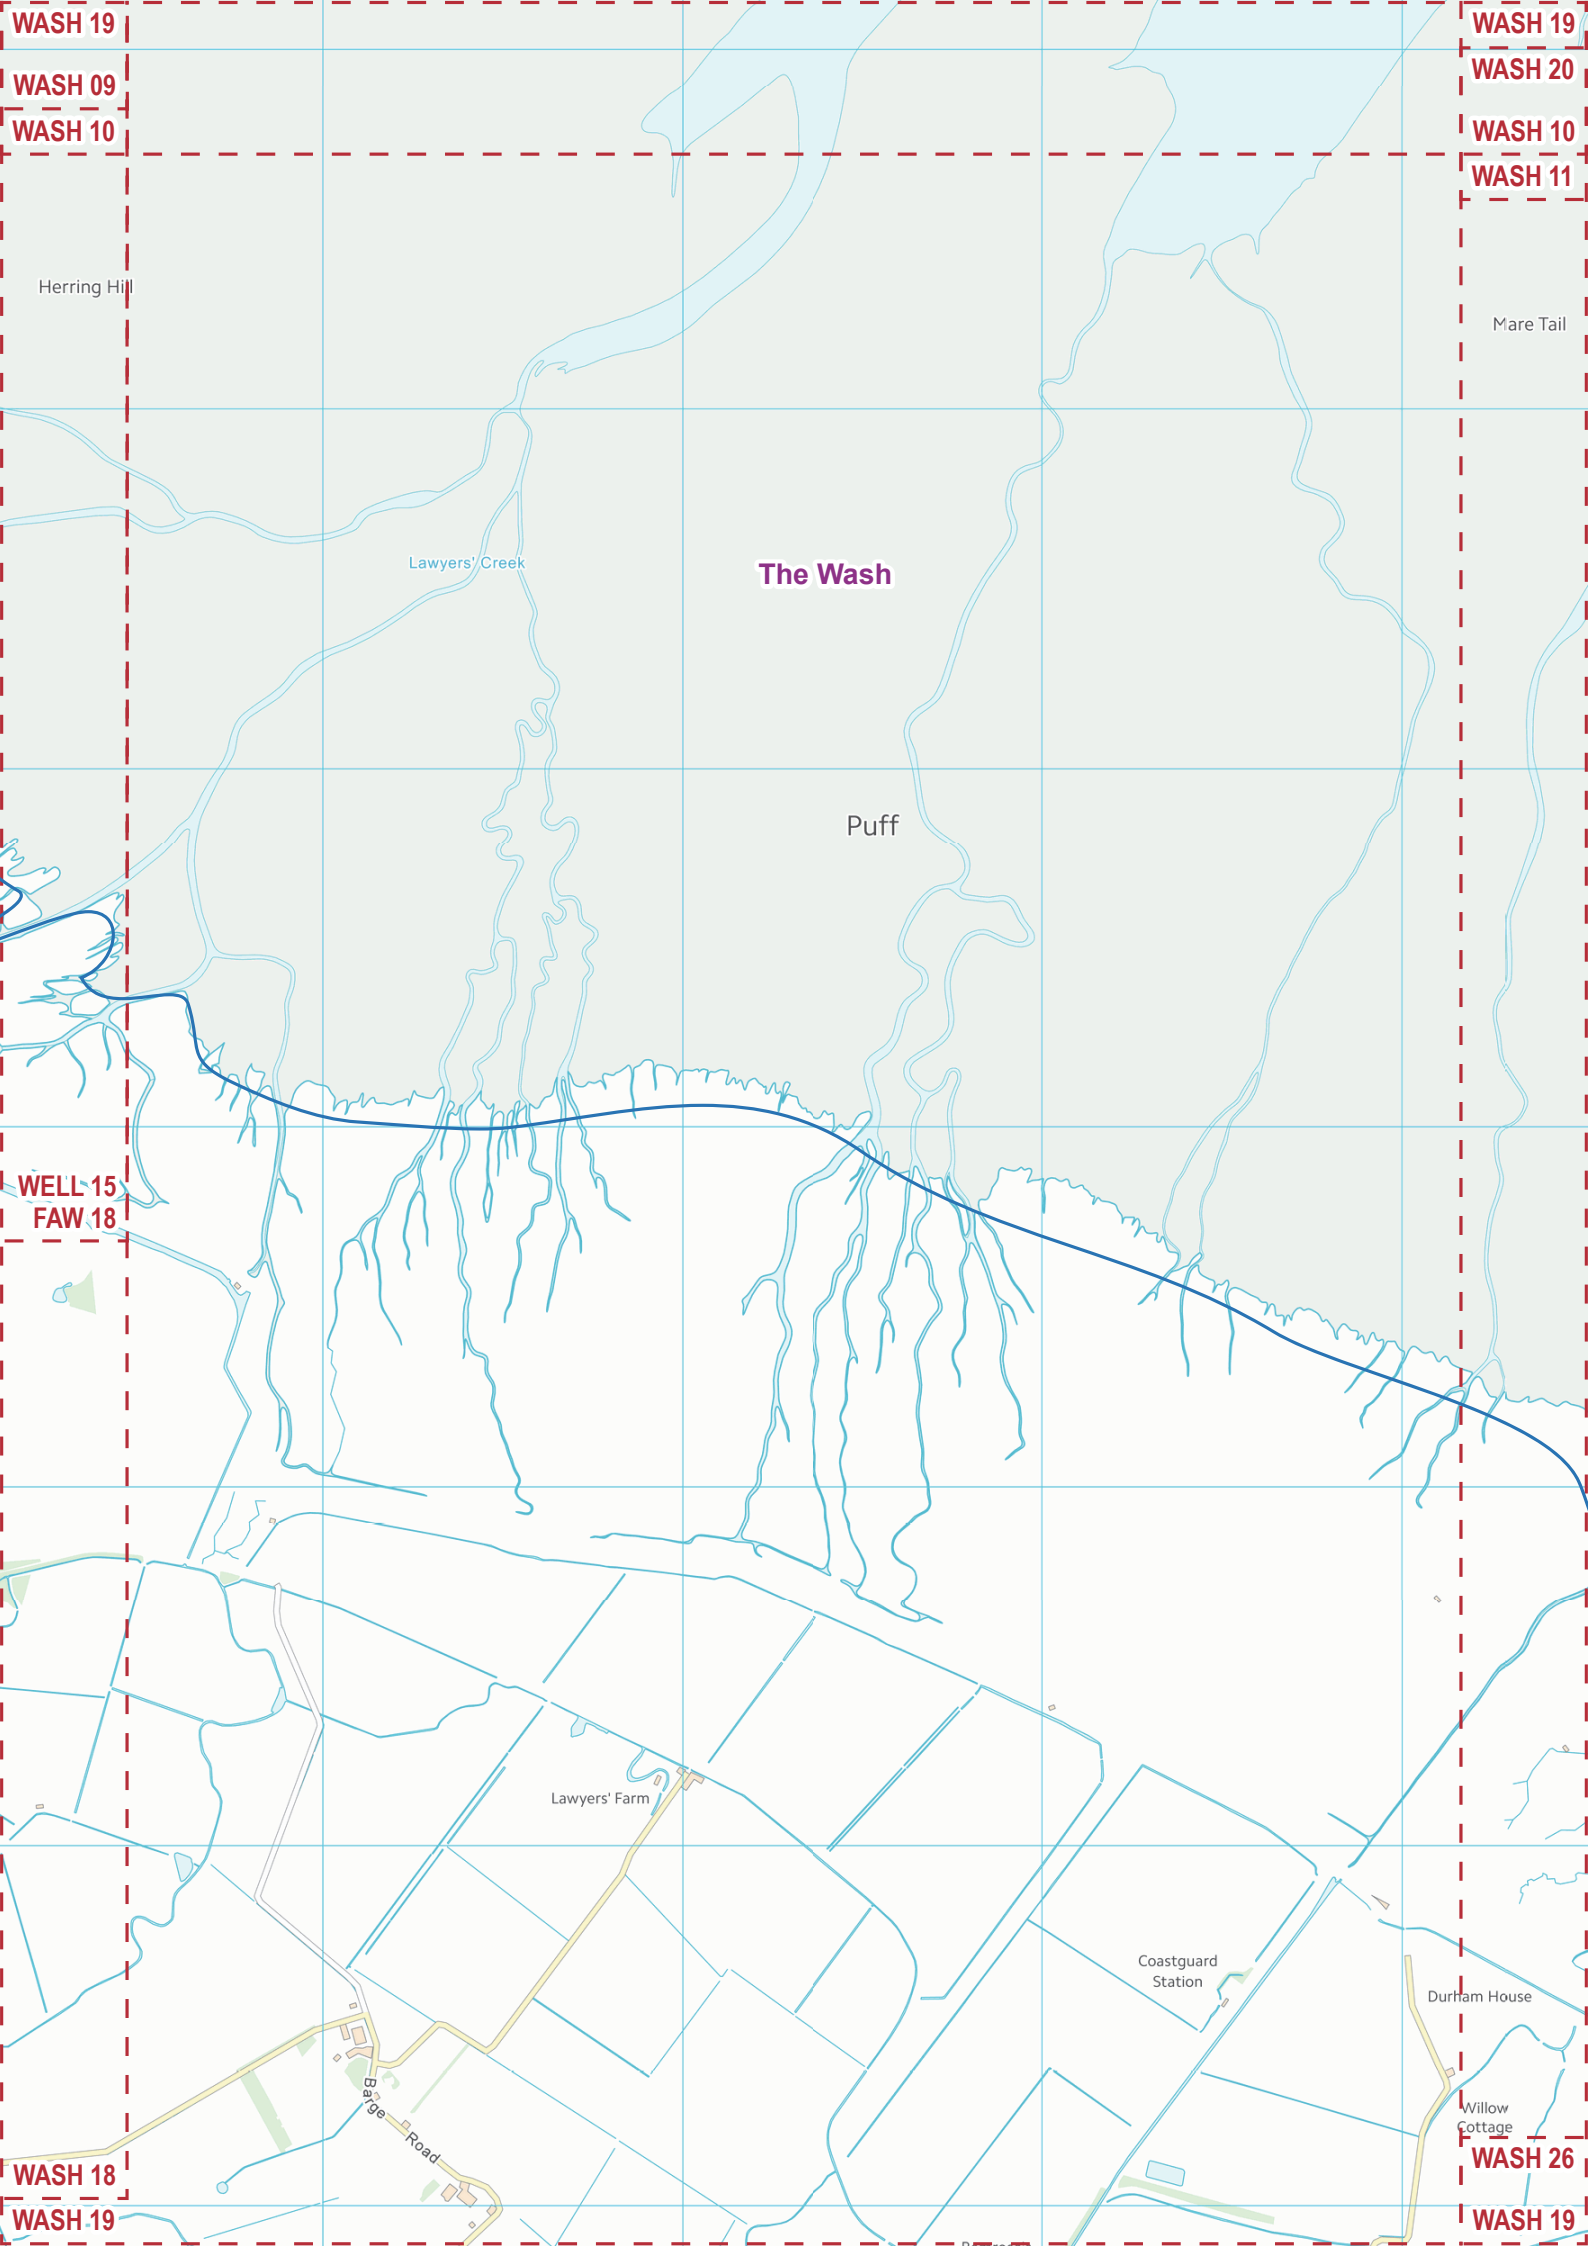 WASH 19
WASH 19
WASH 09
WASH 20
WASH 10
WASH 10
WASH 11
Herring Hill
Mare Tail
Lawyers' Creek
The Wash
Puff
WELL 15
FAW 18
Lawyers' Farm
Coastguard
Station
Durham House
Barge
Road
Willow
Cottage
WASH 18
WASH 26
WASH 19
WASH 19